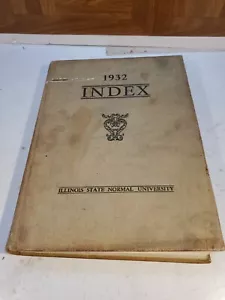 1932
INDEX
ILLINOIS STATE NORMAL UNIVERSITY